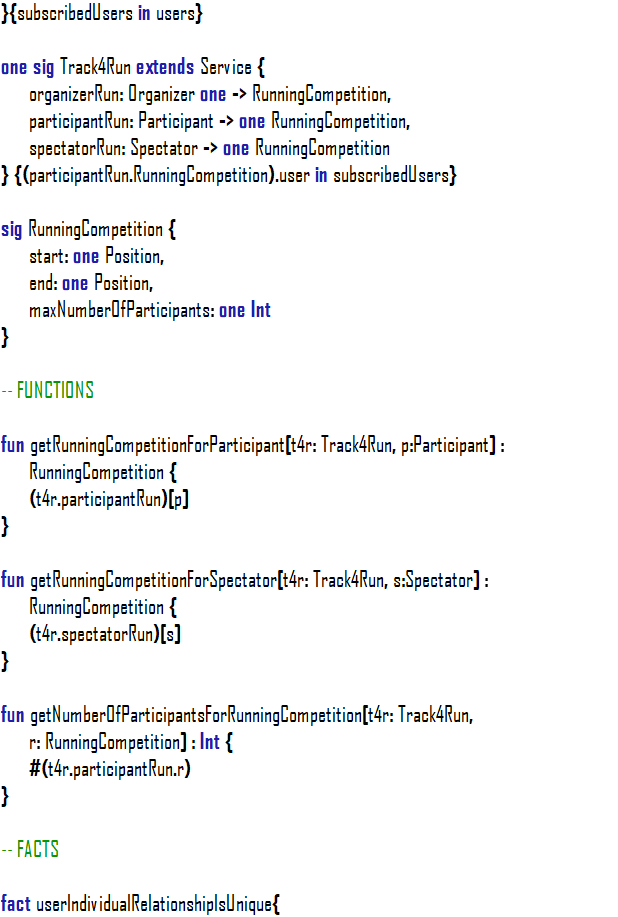 }{subscribedUsers in users}
one sig Track4Run extends Service {
organizerRun: Organizer one -> RunningCompetition,
participantRun: Participant -> one RunningCompetition,
spectatorRun: Spectator -> one RunningCompetition
} {(participantRun.RunningCompetition).user in subscribedUsers}
sig RunningCompetition {
start: one Position,
end: one Position,
maxNumberOfParticipants: one Int
}
-- FUNCTIONS
fun getRunningCompetitionForParticipant[t4r: Track4Run, p:Participant] :
RunningCompetition {
(t4r.participantRun)[p]
}
fun getRunningCompetitionForSpectator[t4r: Track4Run, s:Spectator] :
RunningCompetition {
(t4r.spectatorRun)[s]
}
fun getNumberOfParticipantsForRunningCompetition[t4r: Track4Run,
r: RunningCompetition] : Int {
#(t4r.participantRun.r)
}
-- FACTS
fact userIndividualRelationshipIsUnique{